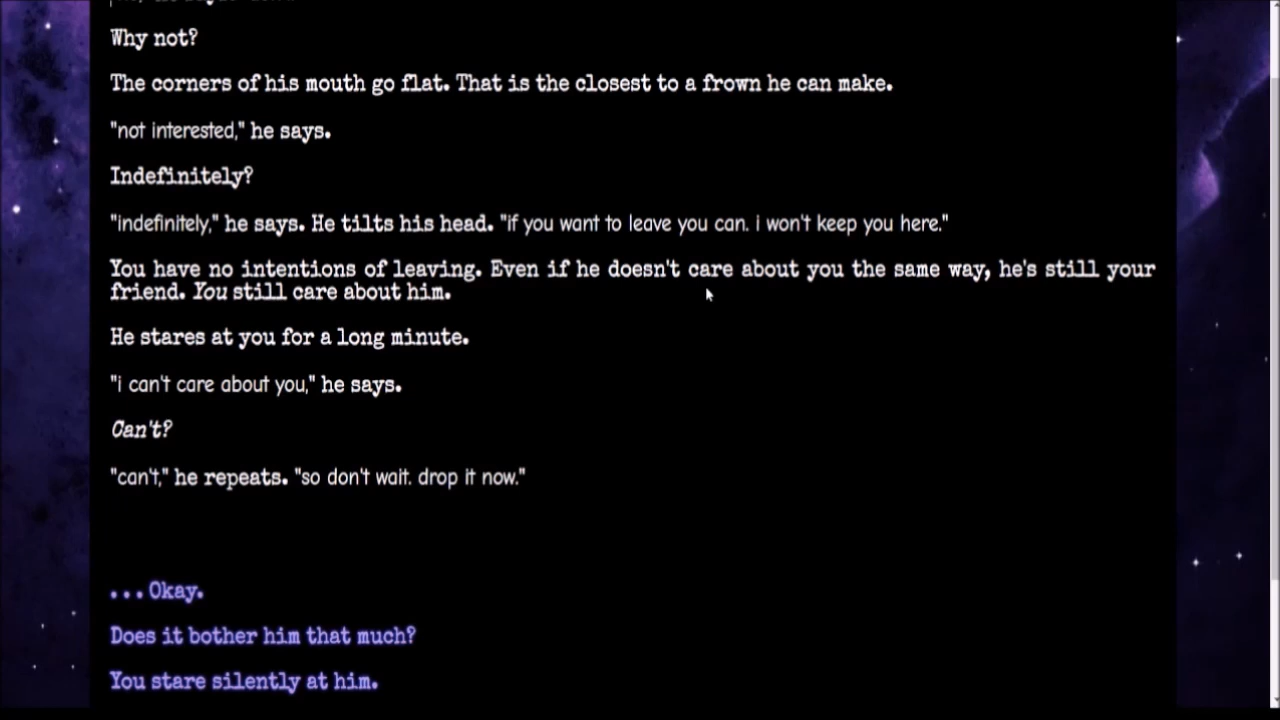 Why not?
The corners of his mouth go flat. That is the closest to a frown he can make.
"not interested," he says.
Indefinitely?
"indefinitely," he says. He tilts his head. "if you want to leave you can. i won't keep you here."
You have no intentions of leaving. Even if he doesn't care about you the same way, he's still your
friend. You still care about him.
He stares at you for a long minute.
"i can't care about you," he says.
Can't?
"can't," he repeats. "so don't wait. drop it now."
... Okay.
Does it bother him that much?
You stare silently at him.